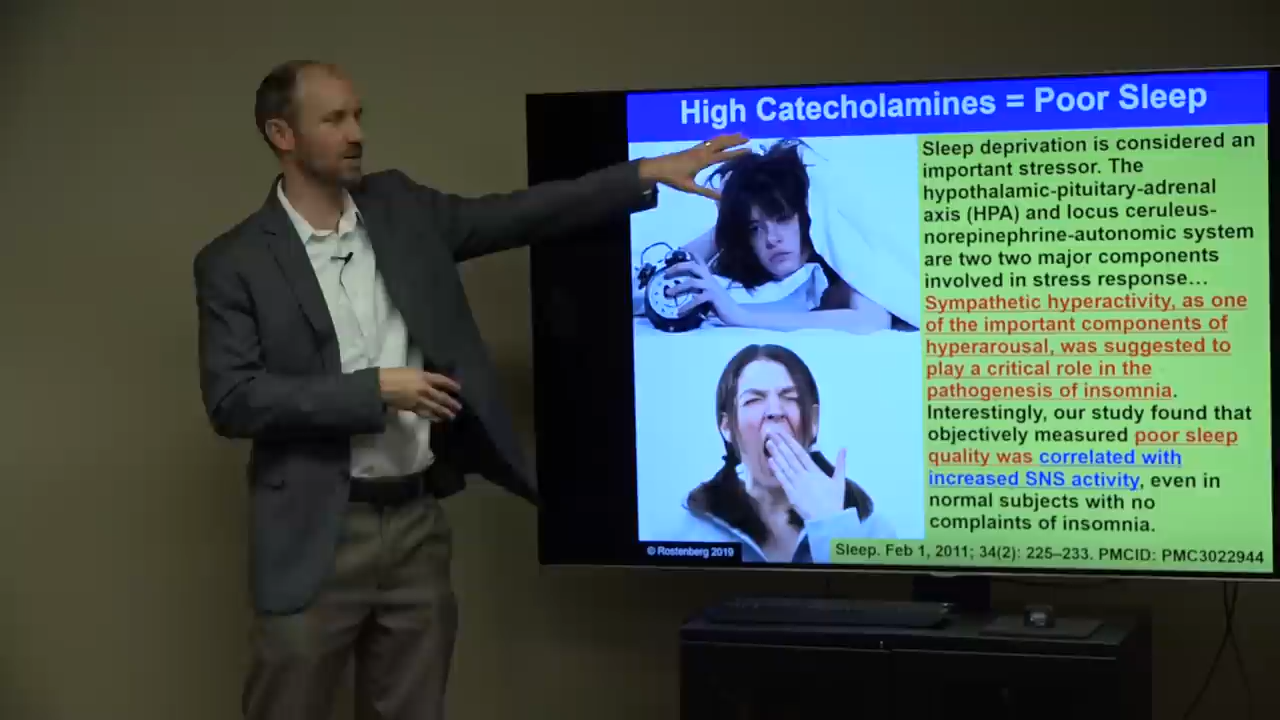 High Catecholamines = Poor Sleep
Sleep deprivation is considered an
important stressor. The
hypothalamic-pituitary-adrenal
axis (HPA) and locus ceruleus-
norepinephrine-autonomic system
are two two major components
involved in stress response…
Sympathetic hyperactivity, as one
of the important components of
hyperarousal, was suggested to
play a critical role in the
pathogenesis of insomnia.
Interestingly, our study found that
objectively measured poor sleep
quality was correlated with
increased SNS activity, even in
normal subjects with no
complaints of insomnia.
© Rostenberg 2019
Sleep. Feb 1, 2011; 34(2): 225–233. PMCID: PMC3022944